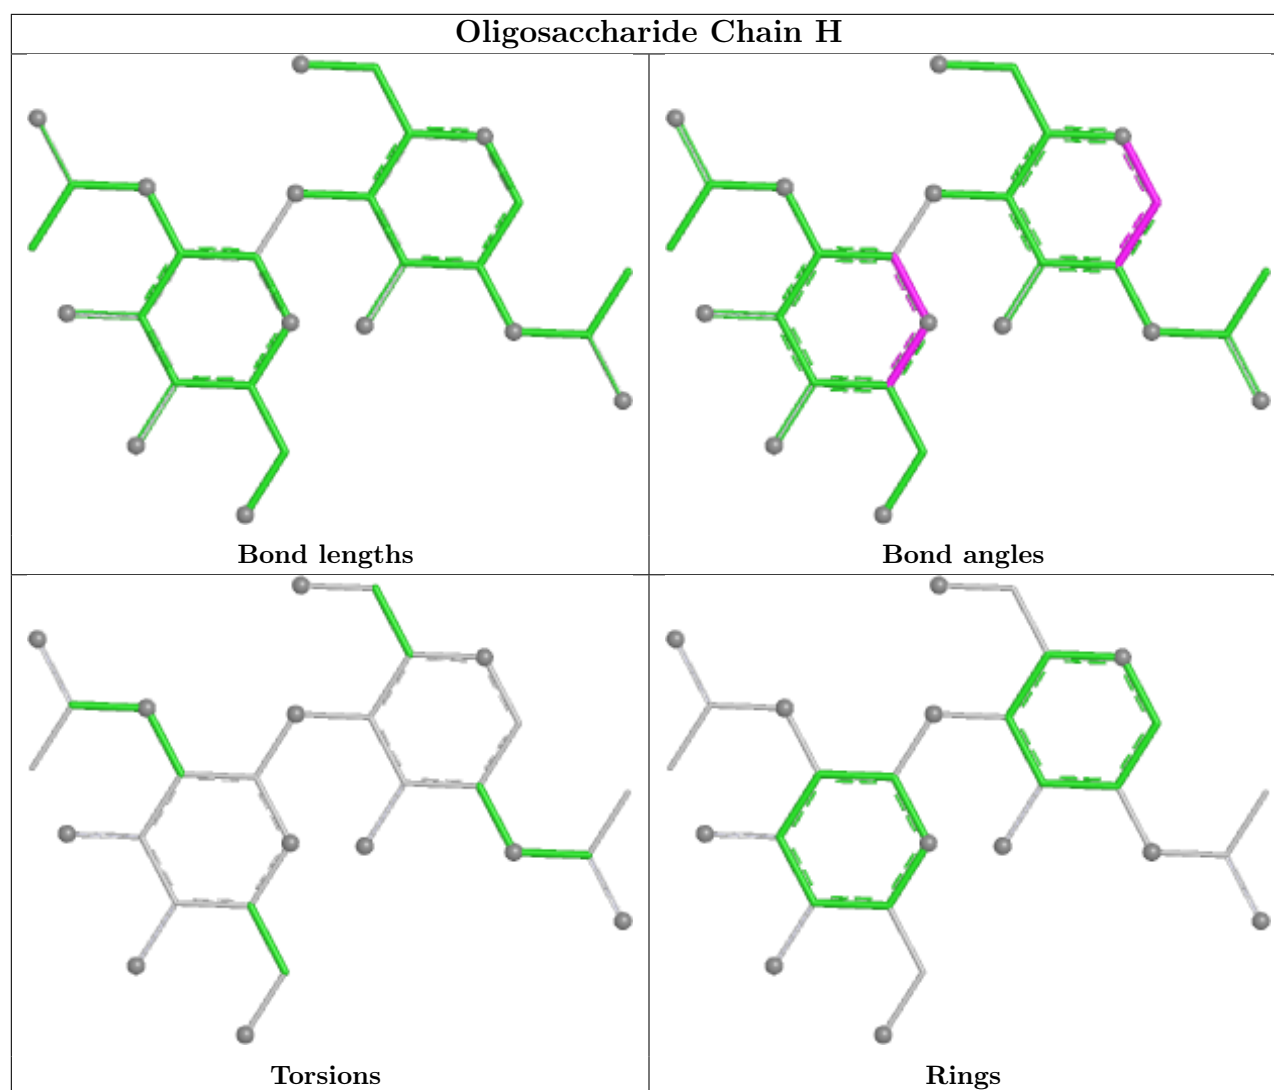 Oligosaccharide Chain H
Bond lengths
Bond angles
Torsions
Rings